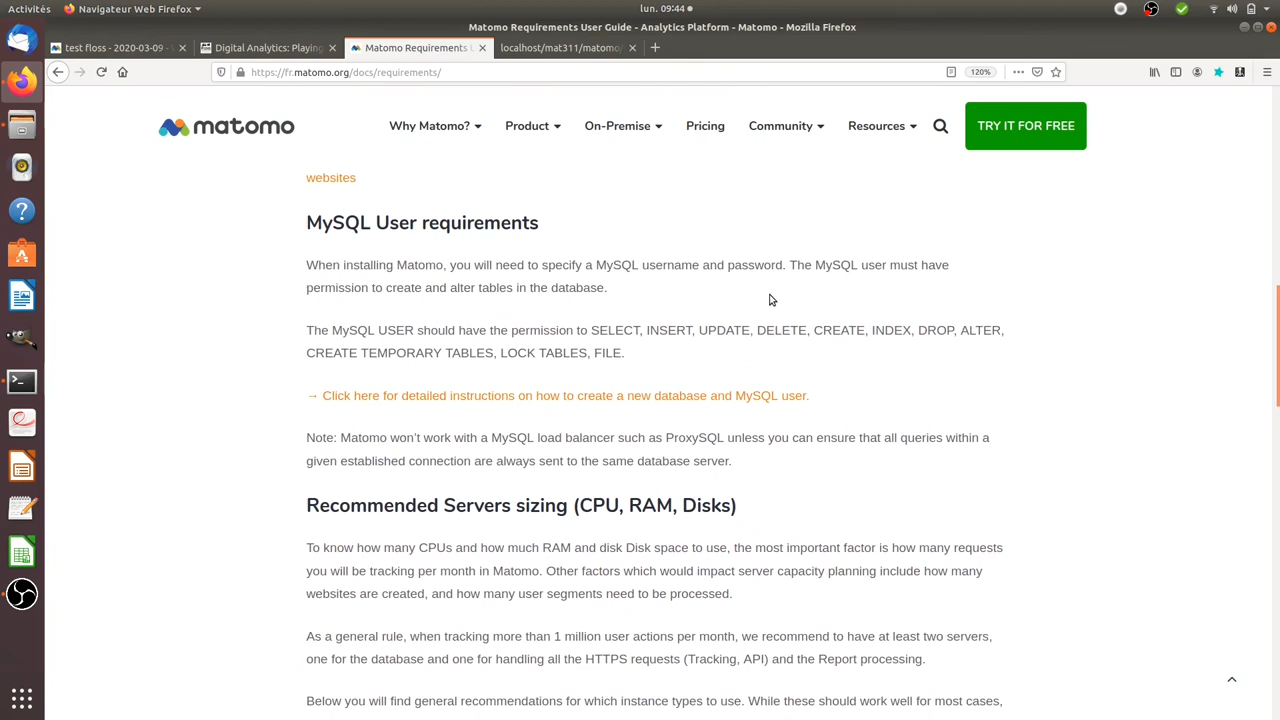 Activités
Navigateur Web Firefox
lun. 09:44
Matomo Requirements User Guide - Analytics Platform - Matomo - Mozilla Firefox
test floss - 2020-03-09 -
Digital Analytics: Playing
Matomo Requirements
localhost/mat311/matomo/
https://fr.matomo.org/docs/requirements/
120%
matomo
Why Matomo?
Product
On-Premise
Pricing
Community
Resources
TRY IT FOR FREE
websites
MySQL User requirements
When installing Matomo, you will need to specify a MySQL username and password. The MySQL user must have
permission to create and alter tables in the database.
The MySQL USER should have the permission to SELECT, INSERT, UPDATE, DELETE, CREATE, INDEX, DROP, ALTER,
CREATE TEMPORARY TABLES, LOCK TABLES, FILE.
→ Click here for detailed instructions on how to create a new database and MySQL user.
Note: Matomo won’t work with a MySQL load balancer such as ProxySQL unless you can ensure that all queries within a
given established connection are always sent to the same database server.
Recommended Servers sizing (CPU, RAM, Disks)
To know how many CPUs and how much RAM and disk Disk space to use, the most important factor is how many requests
you will be tracking per month in Matomo. Other factors which would impact server capacity planning include how many
websites are created, and how many user segments need to be processed.
As a general rule, when tracking more than 1 million user actions per month, we recommend to have at least two servers,
one for the database and one for handling all the HTTPS requests (Tracking, API) and the Report processing.
Below you will find general recommendations for which instance types to use. While these should work well for most cases,